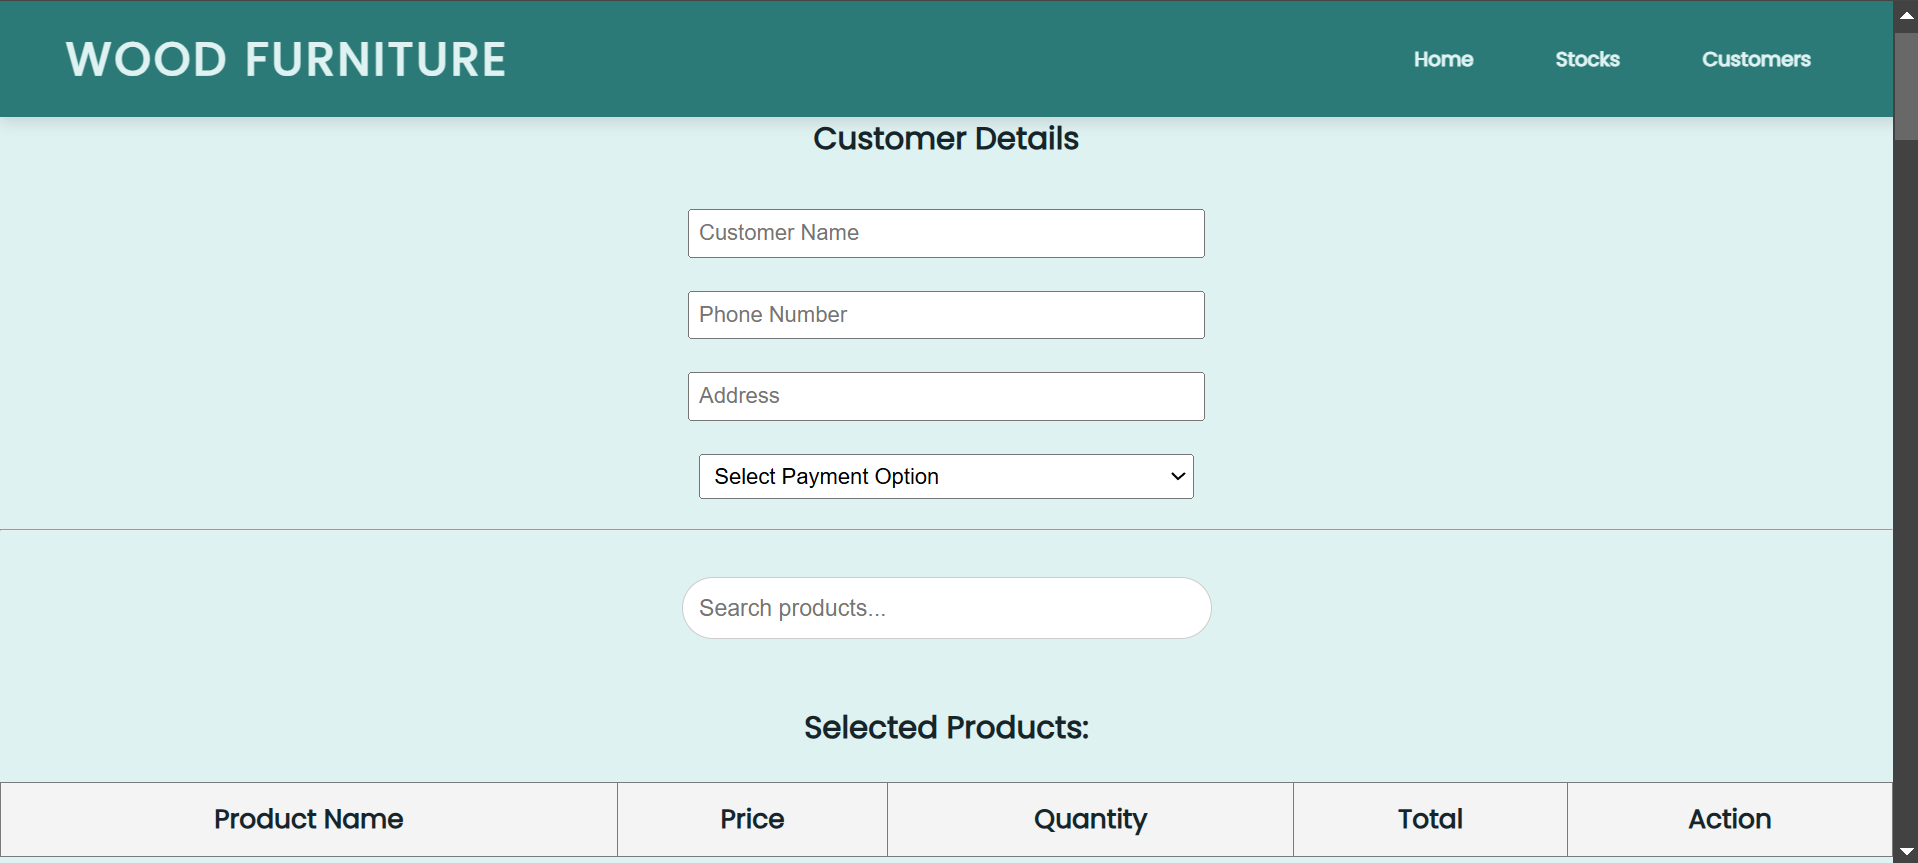 WOOD FURNITURE
Home Stocks Customers
Customer Details
Customer Name
Phone Number
Address
Select Payment Option
Search products...
Selected Products:
Product Name Price Quantity Total Action